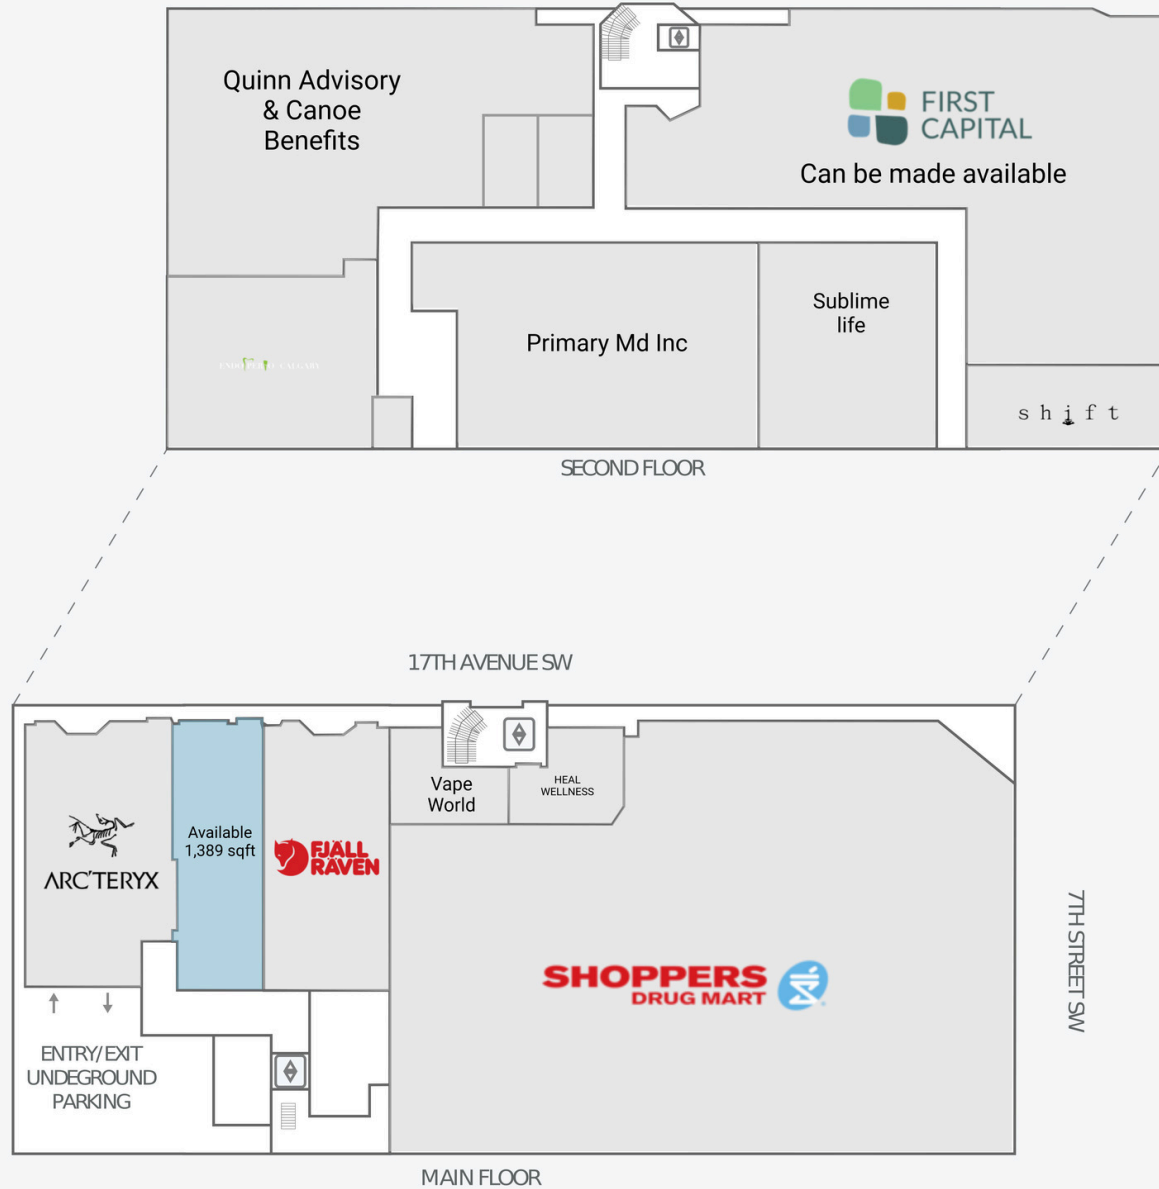 Quinn Advisory
& Canoe
Benefits
FIRST
CAPITAL
Can be made available
Sublime
life
Primary Md Inc
shift
SECOND FLOOR
17TH AVENUE SW
Vape
World
HEAL
WELLNESS
Available
1,389 sqft
FJÄLL
RÄVEN
ARC'TERYX
SHOPPERS
DRUG MART
7TH STREET SW
ENTRY/EXIT
UNDEGROUND
PARKING
MAIN FLOOR